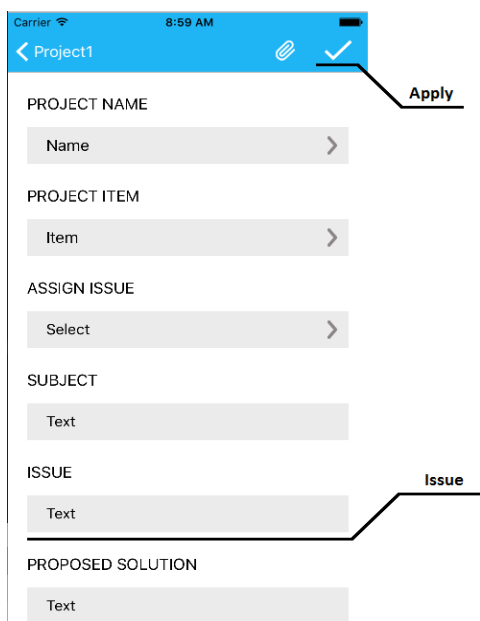 Carrier 8:59 AM
Project1
Apply
PROJECT NAME
Name
PROJECT ITEM
Item
ASSIGN ISSUE
Select
SUBJECT
Text
ISSUE
Issue
Text
PROPOSED SOLUTION
Text